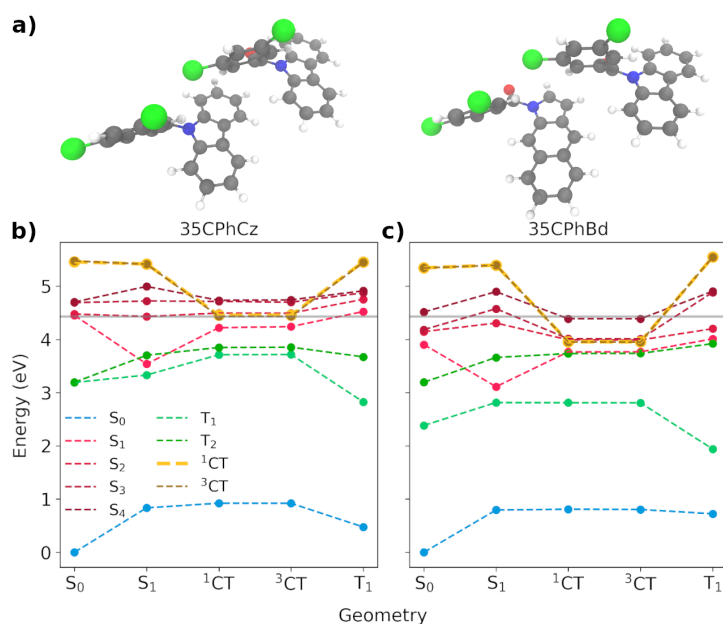 a)
b)
35CPhCz
c)
35CPhBd
Energy (eV)
5
4
3
2
1
0
S₀
S₁
S₂
S₃
S₄
T₁
T₂
¹CT
³CT
S₀ S₁ ¹CT ³CT T₁
S₀ S₁ ¹CT ³CT T₁
Geometry